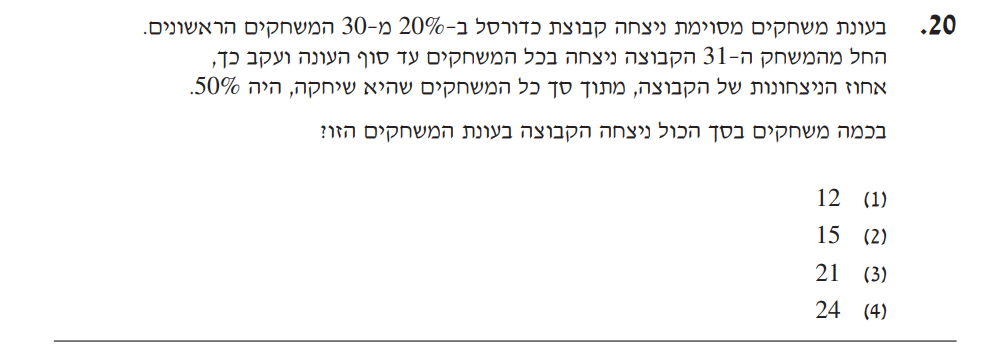 20. בעונת משחקים מסוימת ניצחה קבוצת כדורסל ב-20% מ-30 המשחקים הראשונים.
החל מהמשחק ה-31 הקבוצה ניצחה בכל המשחקים עד סוף העונה ועקב כך,
אחוז הניצחונות של הקבוצה, מתוך סך כל המשחקים שהיא שיחקה, היה 50%.
בכמה משחקים בסך הכול ניצחה הקבוצה בעונת המשחקים הזו?
(1) 12
(2) 15
(3) 21
(4) 24